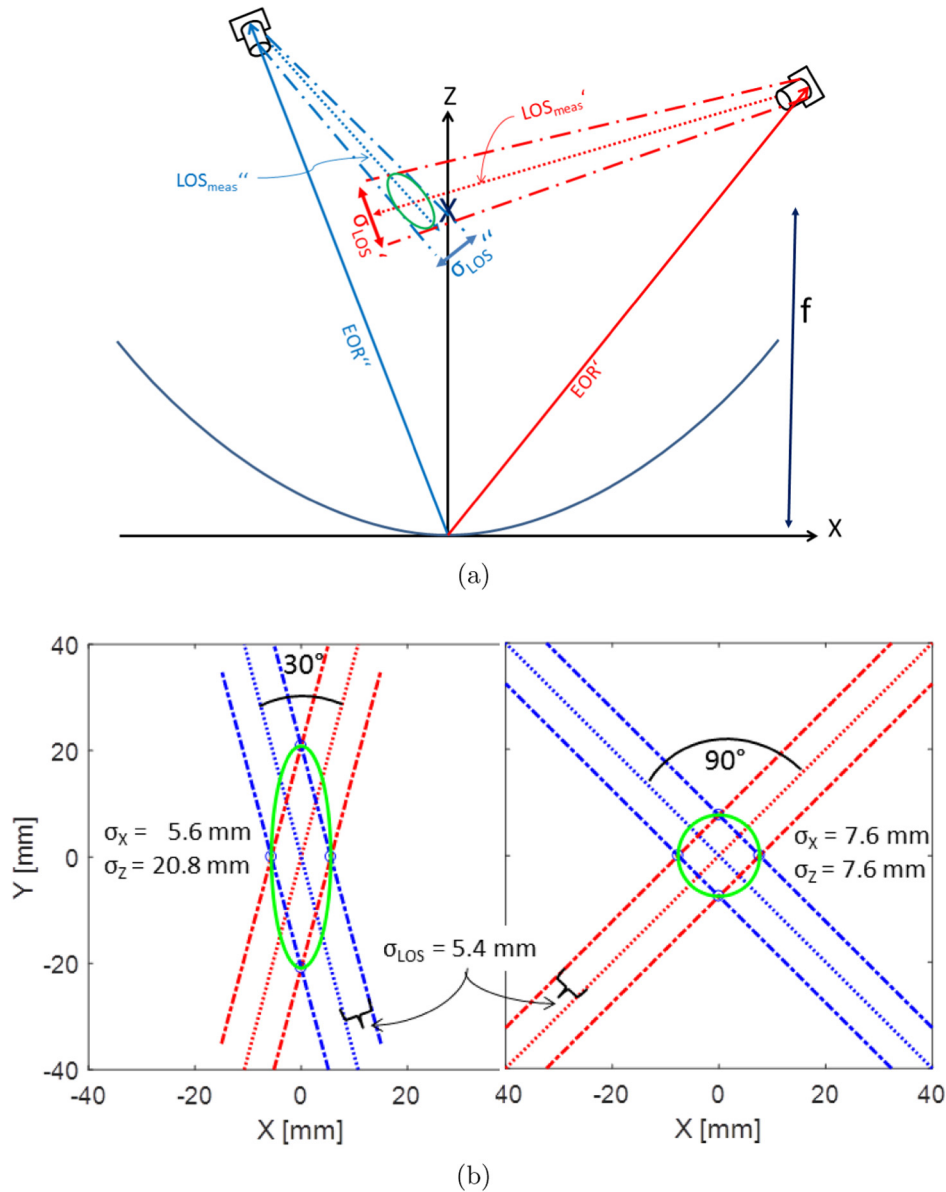 Z
LOSmeas‘
LOSmeas‘‘
σLOS‘
σLOS‘‘
f
EOR‘‘
EOR‘
X
(a)
40
20
0
-20
-40
Y [mm]
30°
σX = 5.6 mm
σZ = 20.8 mm
90°
σX = 7.6 mm
σZ = 7.6 mm
σLOS = 5.4 mm
-40 -20 0 20 -40 -20 0 20 40
X [mm] X [mm]
(b)